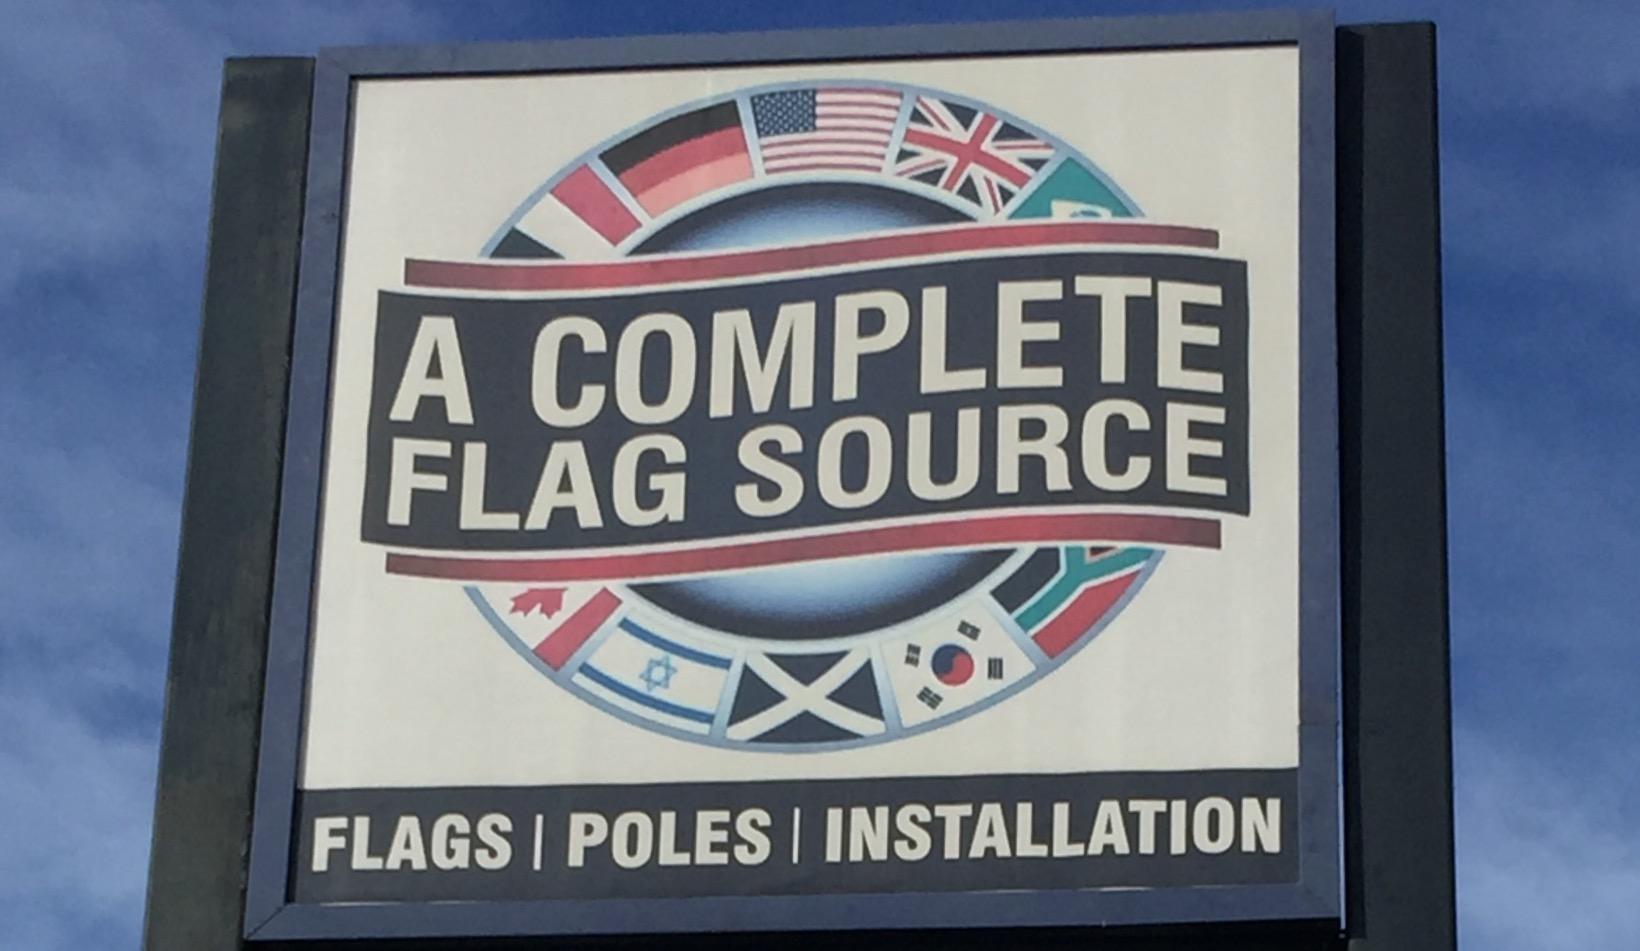 A COMPLETE
FLAG SOURCE
FLAGS | POLES | INSTALLATION